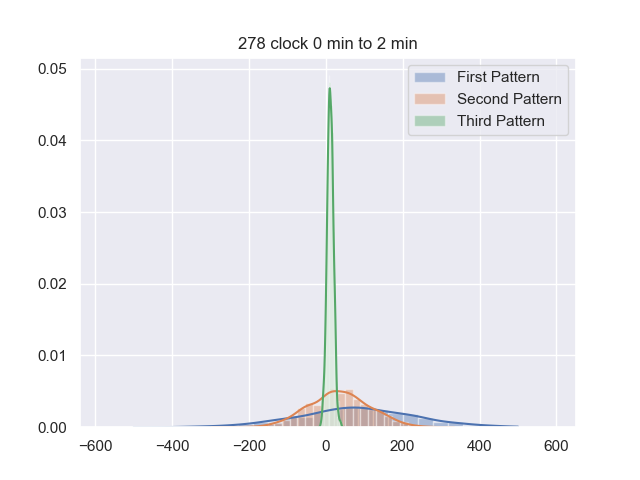 278 clock 0 min to 2 min
0.05
0.04
0.03
0.02
0.01
0.00
First Pattern
Second Pattern
Third Pattern
−600 −400 −200 0 200 400 600